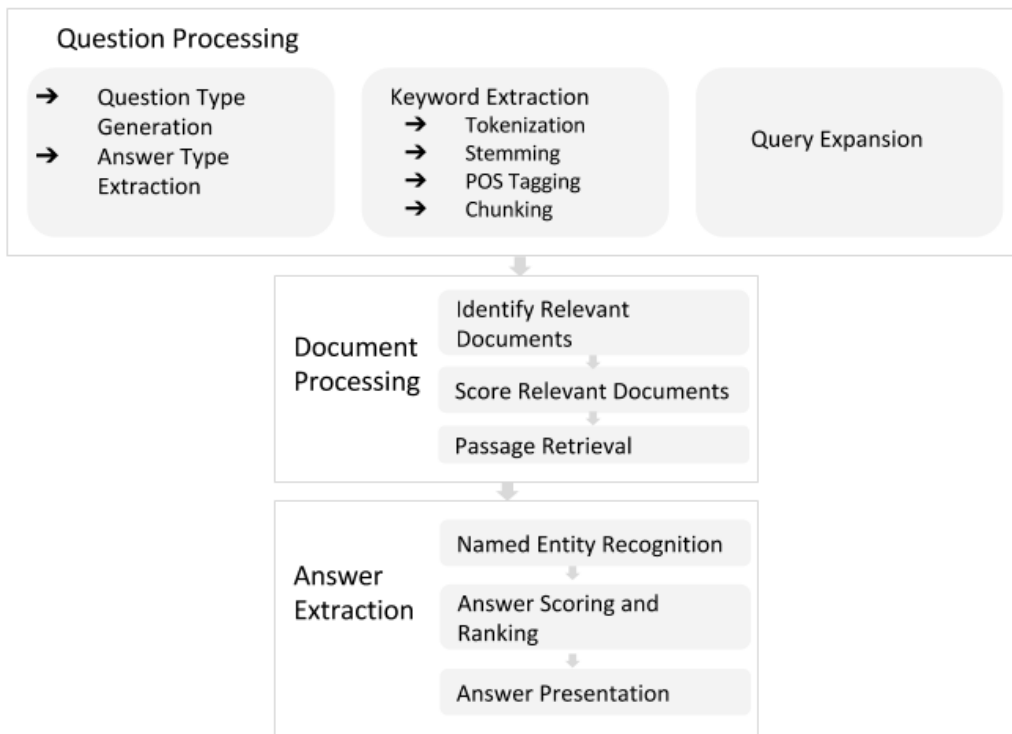 Question Processing
→ Question Type
Generation
→ Answer Type
Extraction
Keyword Extraction
→ Tokenization
→ Stemming
→ POS Tagging
→ Chunking
Query Expansion
Document
Processing
Identify Relevant
Documents
Score Relevant Documents
Passage Retrieval
Answer
Extraction
Named Entity Recognition
Answer Scoring and
Ranking
Answer Presentation